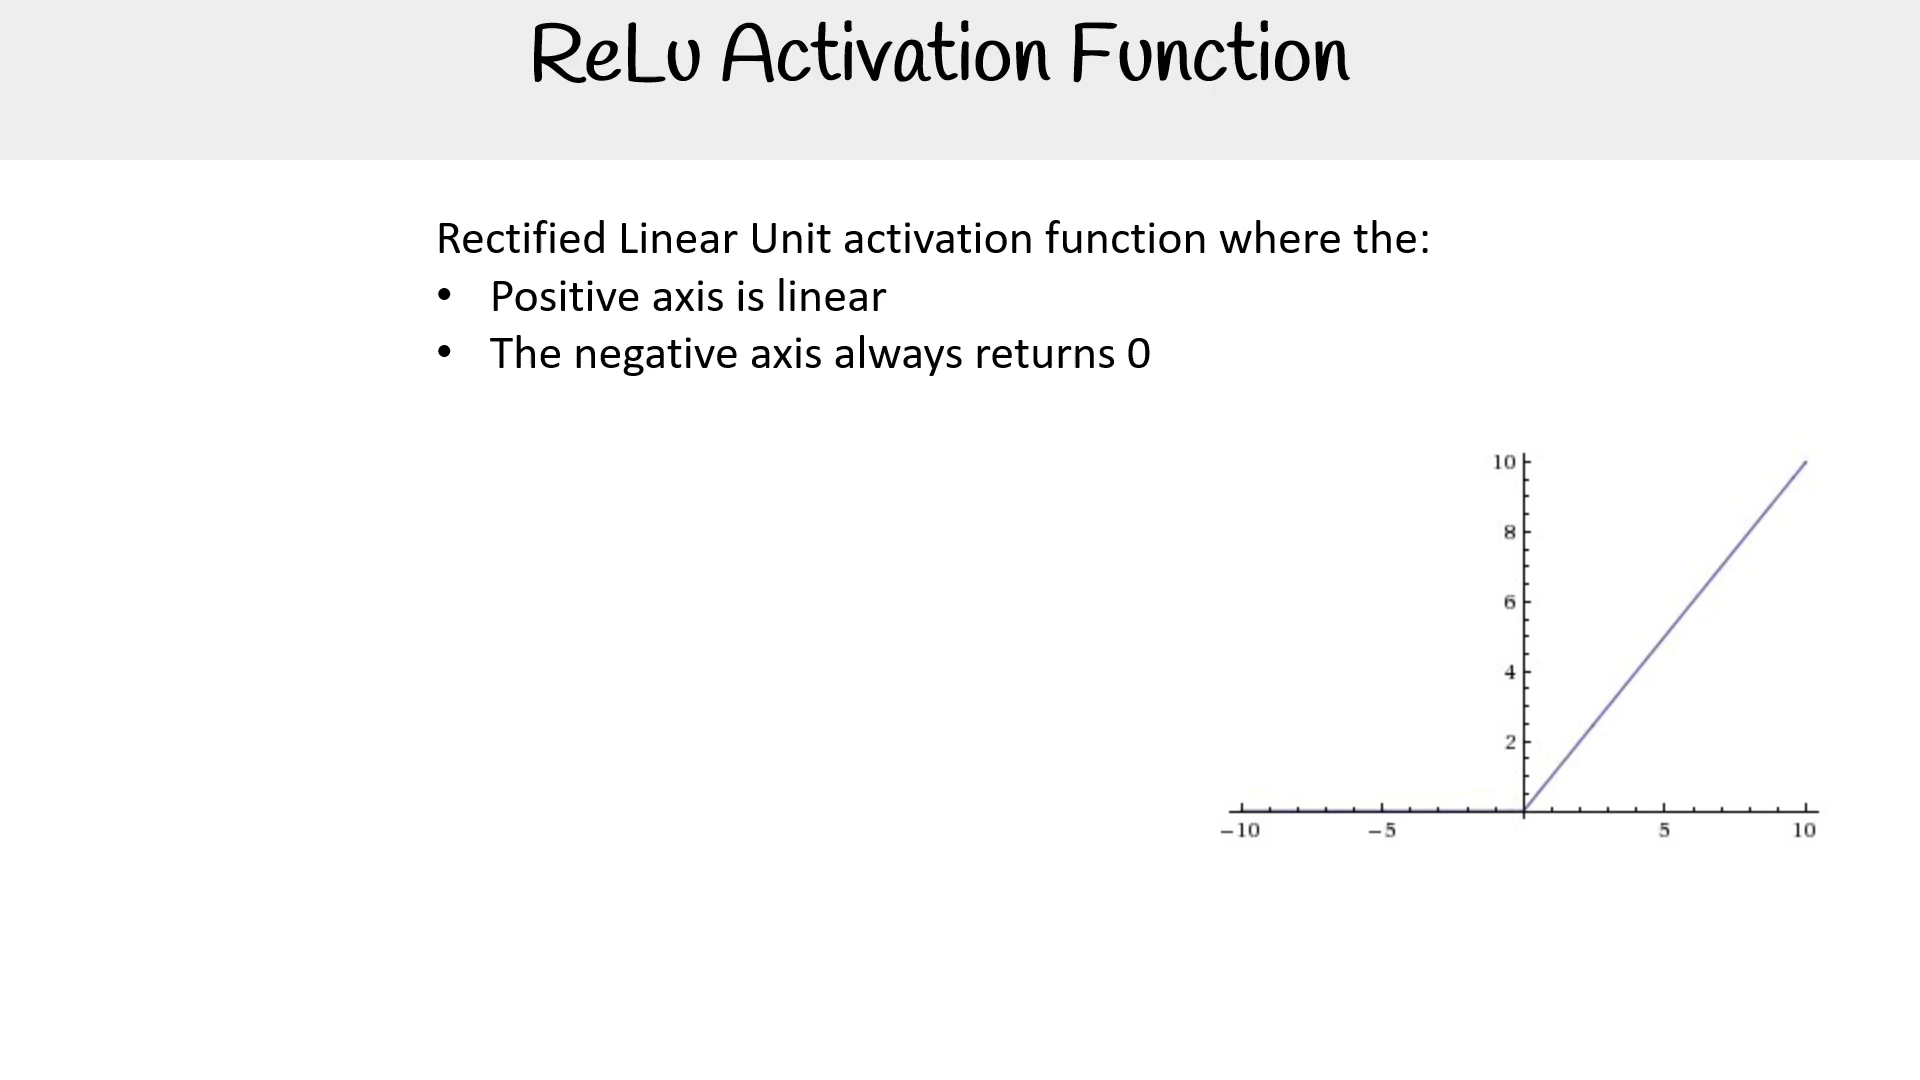 ReLu Activation Function
Rectified Linear Unit activation function where the:
• Positive axis is linear
• The negative axis always returns 0
10
8
6
4
2
−10 −5 5 10